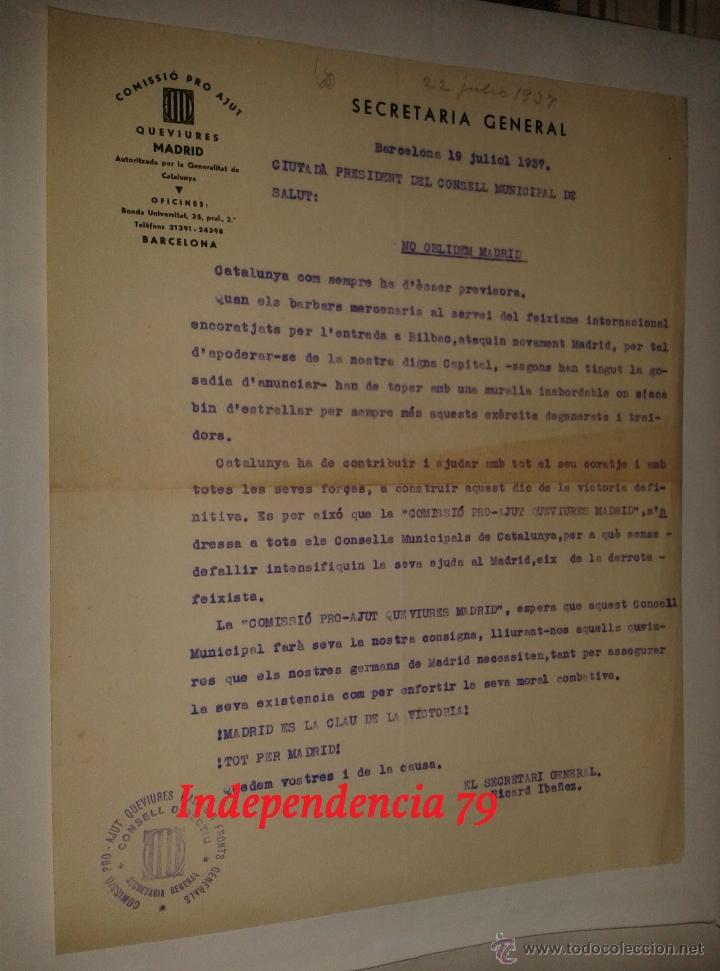 COMISSIÓ PRO AJUT
QUEVIURES
MADRID
Autoritzada per la Generalitat de
Catalunya
OFICINES:
Ronda Universitat, 35, pral., 2.ª
Telèfons 21391 - 24398
BARCELONA
22 julio 1937
SECRETARIA GENERAL
Barcelona 19 juliol 1937.
CIUTADÀ PRESIDENT DEL CONSELL MUNICIPAL DE
SALUT:
NO OBLIDEM MADRID
Catalunya com sempre ha d'èsser previsora.
Quan els barbars mercenaris al servei del feixisme internacional
encoratjats per l'entrada a Bilbao,ataquin novament Madrid, per tal
d'apoderar-se de la nostra digna Capital, -segons han tingut la go-
sadia d'anunciar- han de topar amb una muralla inabordable on s'aca
bin d'estrellar per sempre més aquests exèrcits degenerats i trai-
dors.
Catalunya ha de contribuir i ajudar amb tot el seu coratje i amb
totes les seves forçes, a construir aquest dic de la victoria defi-
nitiva. Es per aixó que la "COMISSIÓ PRO-AJUT QUEVIURES MADRID",s'a
dressa a tots els Consells Municipals de Catalunya,per a què sense-
defallir intensifiquin la seva ajuda al Madrid,eix de la derrota-
feixista.
La "COMISSIÓ PRO-AJUT QUEVIURES MADRID", espera que aquest Consell
Municipal farà seva la nostra consigna, lliurant-nos aquells quviu-
res que els nostres germans de Madrid necessiten,tant per assegurar
la seva existencia com per enfortir la seva moral combativa.
!MADRID ES LA CLAU DE LA VÍCTORIA!
!TOT PER MADRID!
Quedem vostres i de la causa.
EL SECRETARI GENERAL.
Ricard Ibañez.
Independencia 79
COMISSIÓ PRO-AJUT QUEVIURES FRONTS GENERALS
CONSELL DIRECTIU
SECRETARIA GENERAL
© www.todocoleccion.net